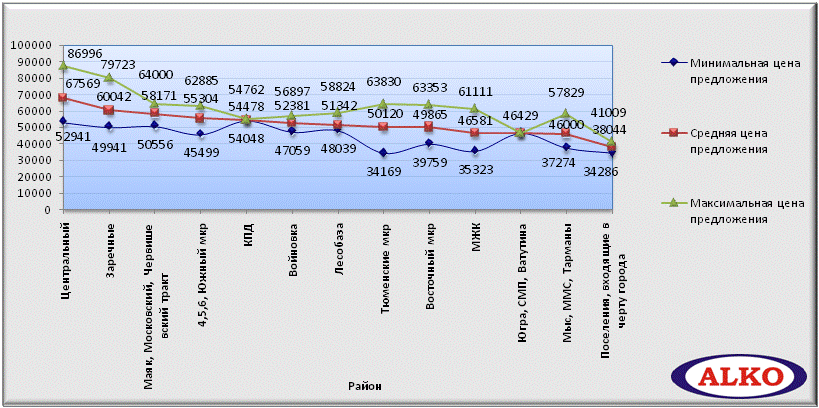 100000
90000
80000
70000
60000
50000
40000
30000
20000
10000
0
86996
79723
64000
62885
54762
56897
58824
63830
63353
61111
46429
57829
41009
67569
60042
58171
55304
54478
52381
51342
50120
49865
46581
46000
38044
52941
49941
50556
45499
54048
47059
48039
34169
39759
35323
37274
34286
Центральный
Заречные
Маяк, Московский, Червише
вский тракт
4,5,6, Южный мкр
КПД
Войновка
Лесобаза
Тюменские мкр
Восточный мкр
МЖК
Югра, СМП, Ватутина
Мыс, ММС, Тарманы
Поселения, входящие в
черту города
Район
Минимальная цена
предложения
Средняя цена
предложения
Максимальная цена
предложения
ALKO